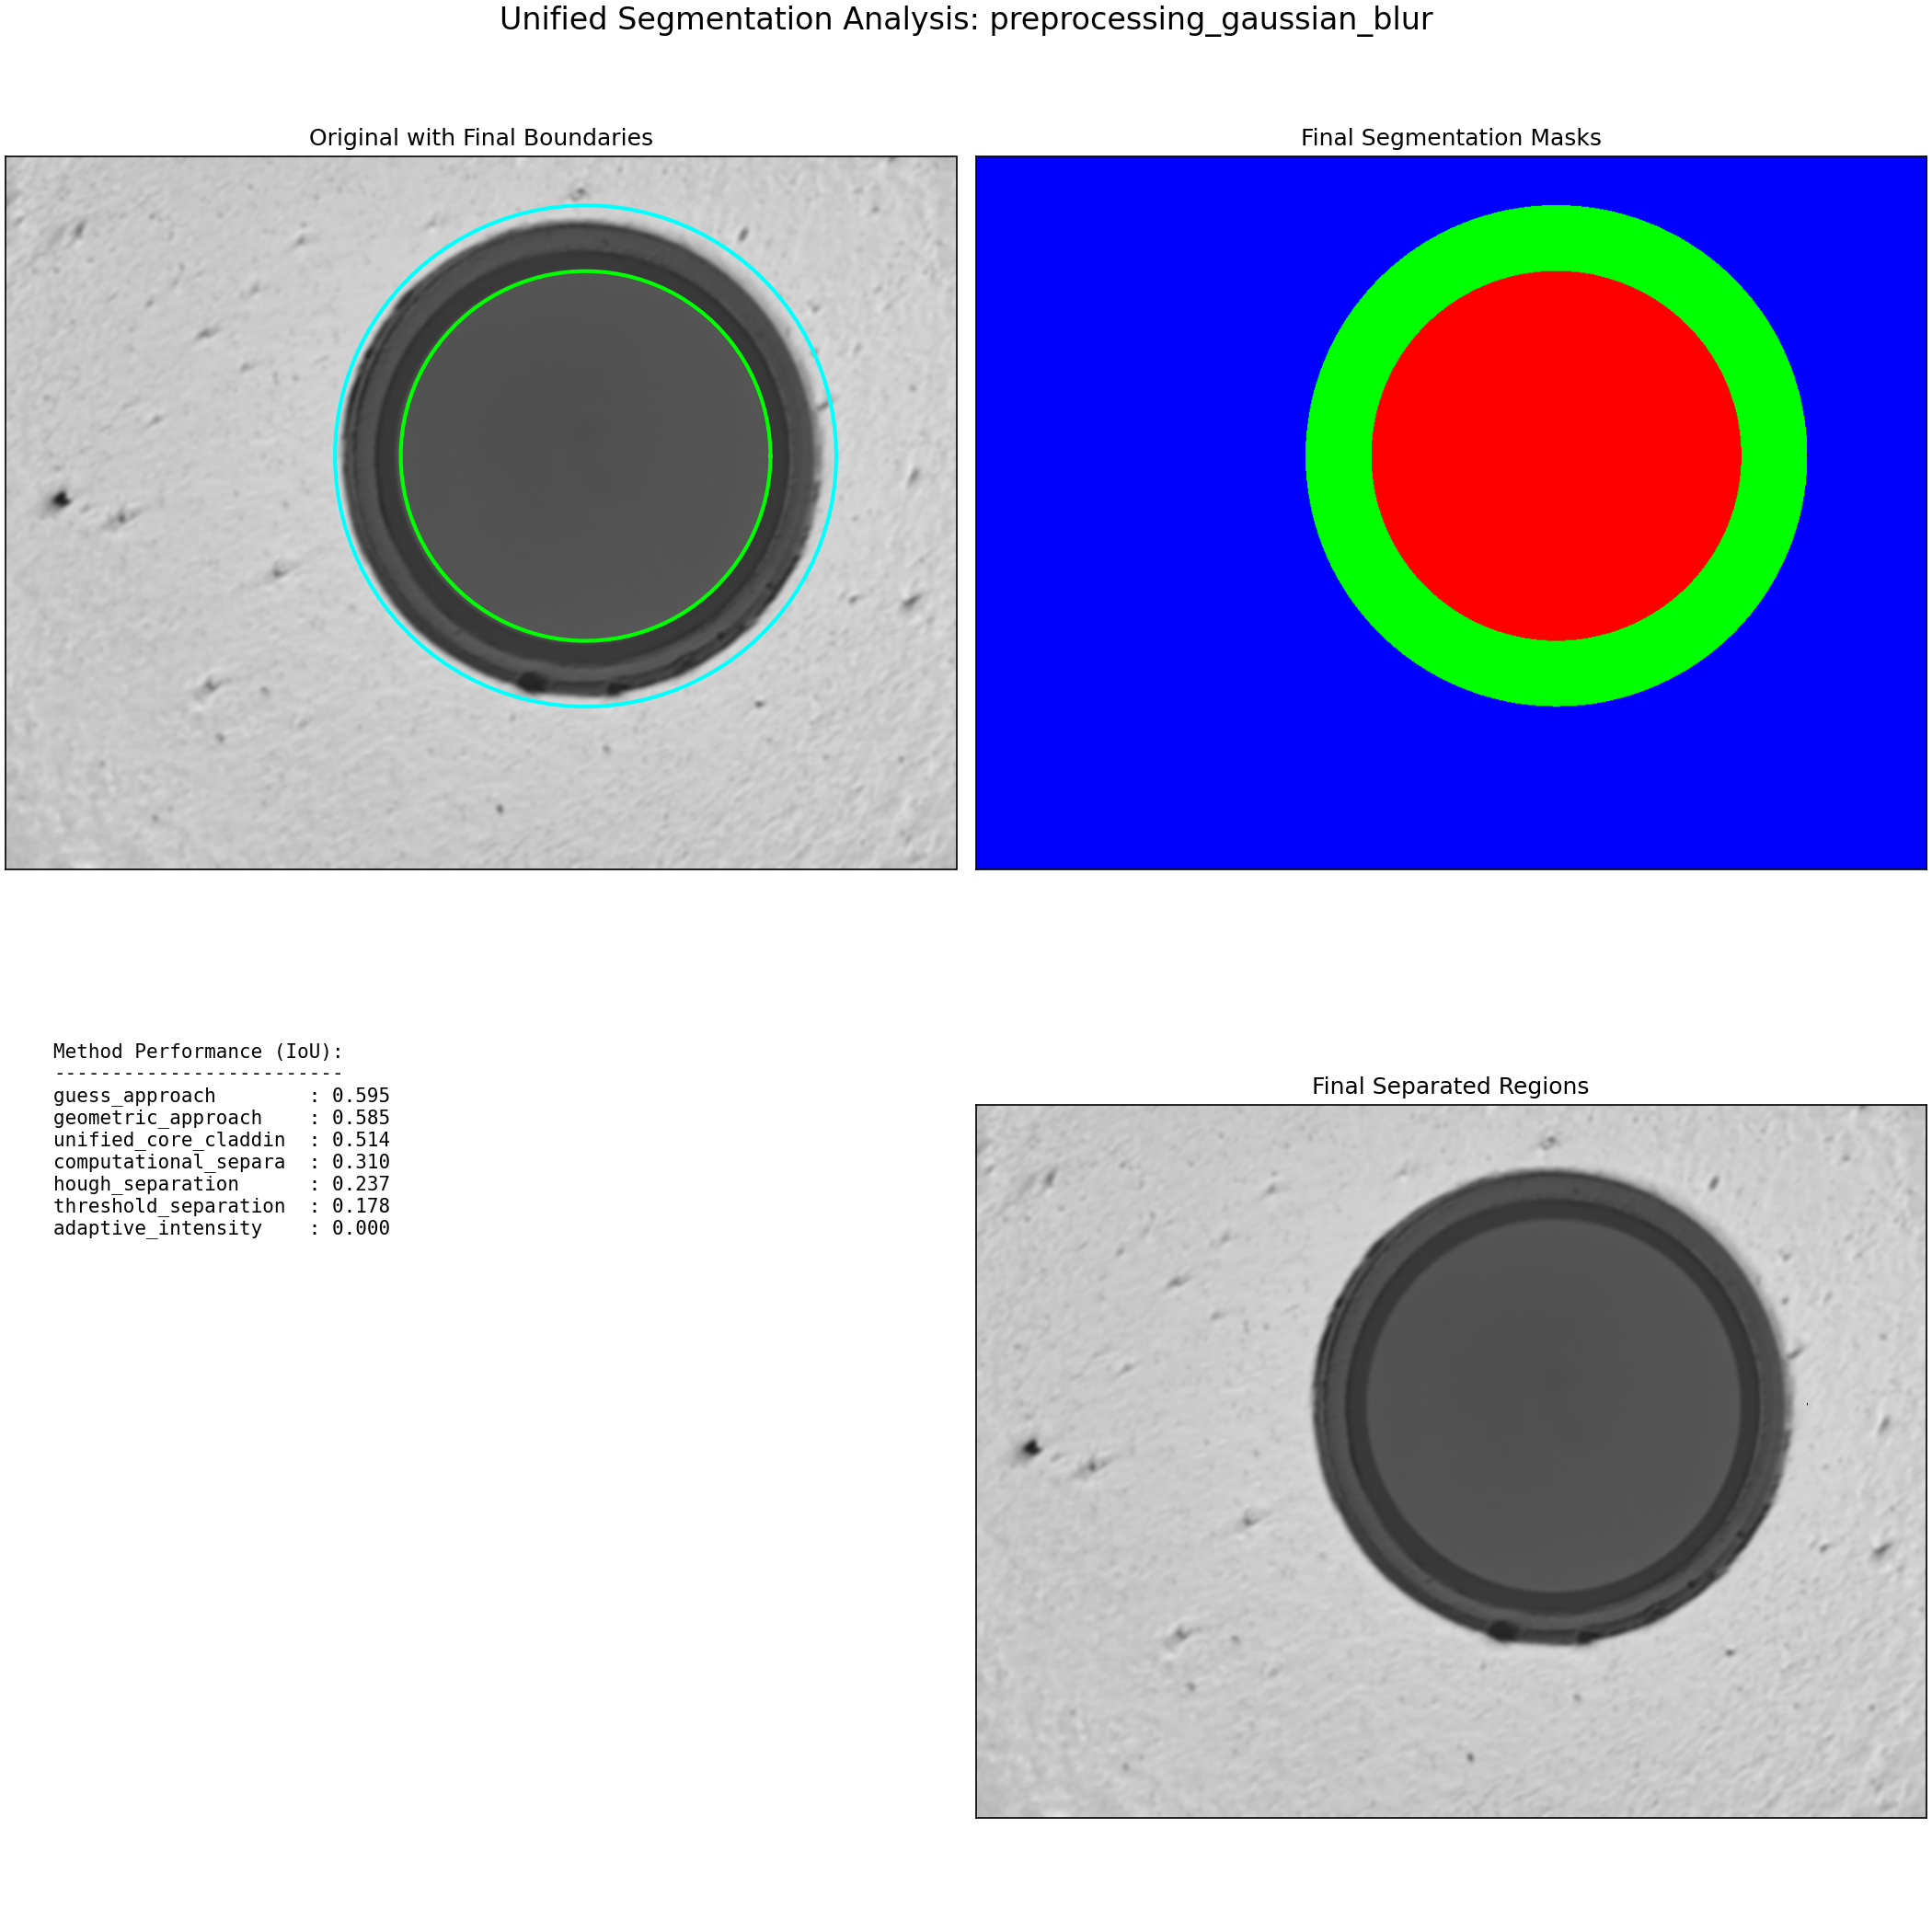 Unified Segmentation Analysis: preprocessing_gaussian_blur
Original with Final Boundaries
Final Segmentation Masks
Method Performance (IoU):
-------------------------
guess_approach        : 0.595
geometric_approach    : 0.585
unified_core_claddin  : 0.514
computational_separa  : 0.310
hough_separation      : 0.237
threshold_separation  : 0.178
adaptive_intensity    : 0.000
Final Separated Regions